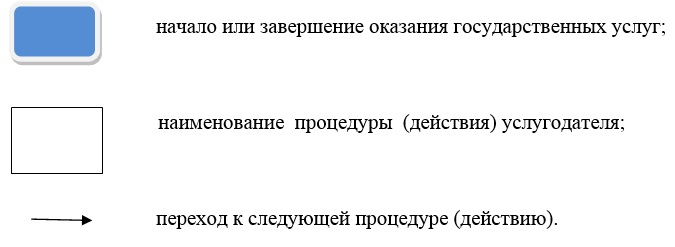 начало или завершение оказания государственных услуг;
наименование процедуры (действия) услугодателя;
переход к следующей процедуре (действию).